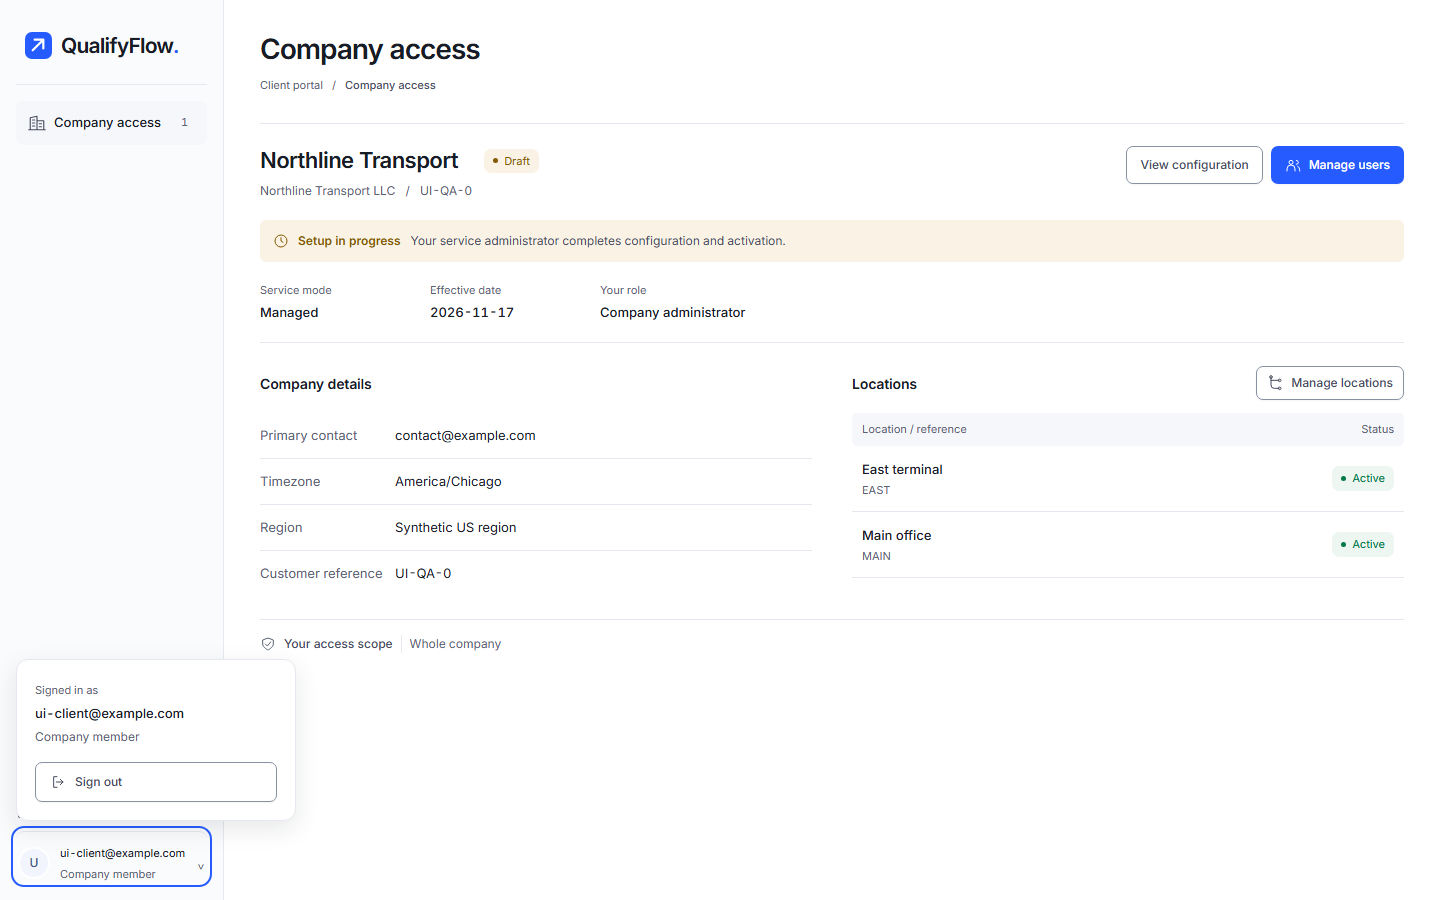 QualifyFlow.
Company access 1
Company access
Client portal / Company access
Northline Transport
Draft
View configuration
Manage users
Northline Transport LLC / UI-QA-0
Setup in progress Your service administrator completes configuration and activation.
Service mode
Effective date
Your role
Managed
2026-11-17
Company administrator
Company details
Primary contact contact@example.com
Timezone America/Chicago
Region Synthetic US region
Customer reference UI-QA-0
Locations
Manage locations
Location / reference Status
East terminal
EAST
Active
Main office
MAIN
Active
Your access scope Whole company
Signed in as
ui-client@example.com
Company member
Sign out
U
ui-client@example.com
Company member